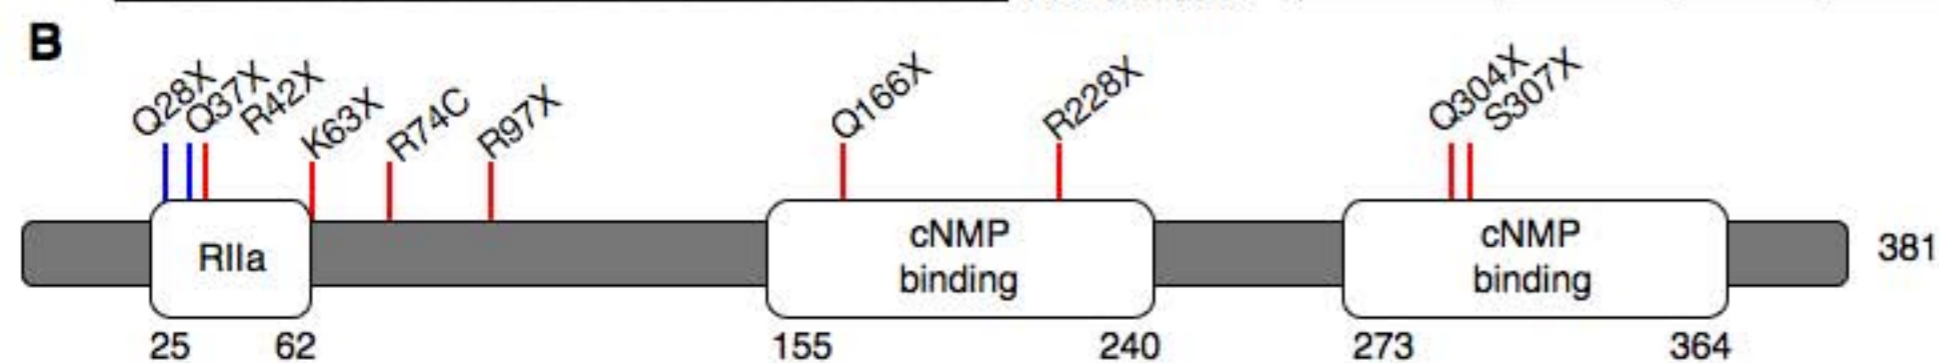 B
Q28X
Q37X
R42X
K63X
R74C
R97X
Q166X
R228X
Q304X
S307X
RIIa
cNMP
binding
cNMP
binding
381
25
62
155
240
273
364